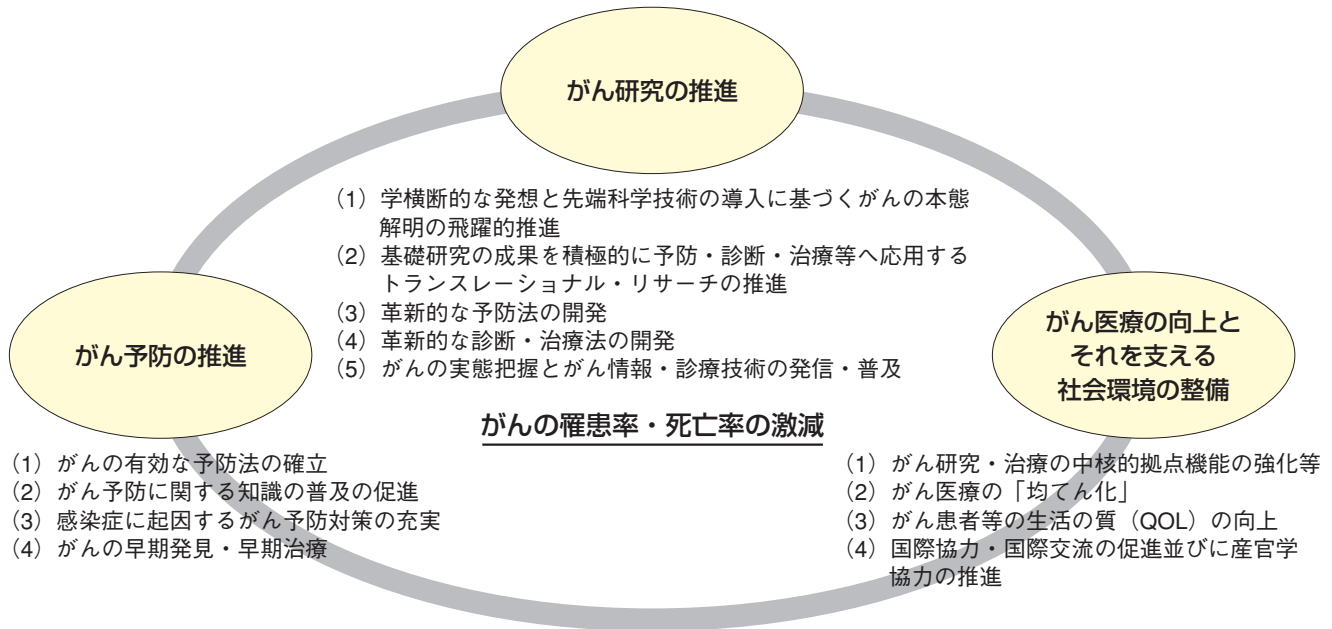 がん研究の推進
(1) 学横断的な発想と先端科学技術の導入に基づくがんの本態
解明の飛躍的推進
(2) 基礎研究の成果を積極的に予防・診断・治療等へ応用する
トランスレーショナル・リサーチの推進
(3) 革新的な予防法の開発
(4) 革新的な診断・治療法の開発
(5) がんの実態把握とがん情報・診療技術の発信・普及
がん予防の推進
(1) がんの有効な予防法の確立
(2) がん予防に関する知識の普及の促進
(3) 感染症に起因するがん予防対策の充実
(4) がんの早期発見・早期治療
がん医療の向上と
それを支える
社会環境の整備
(1) がん研究・治療の中核的拠点機能の強化等
(2) がん医療の「均てん化」
(3) がん患者等の生活の質（QOL）の向上
(4) 国際協力・国際交流の促進並びに産官学
協力の推進
がんの罹患率・死亡率の激減